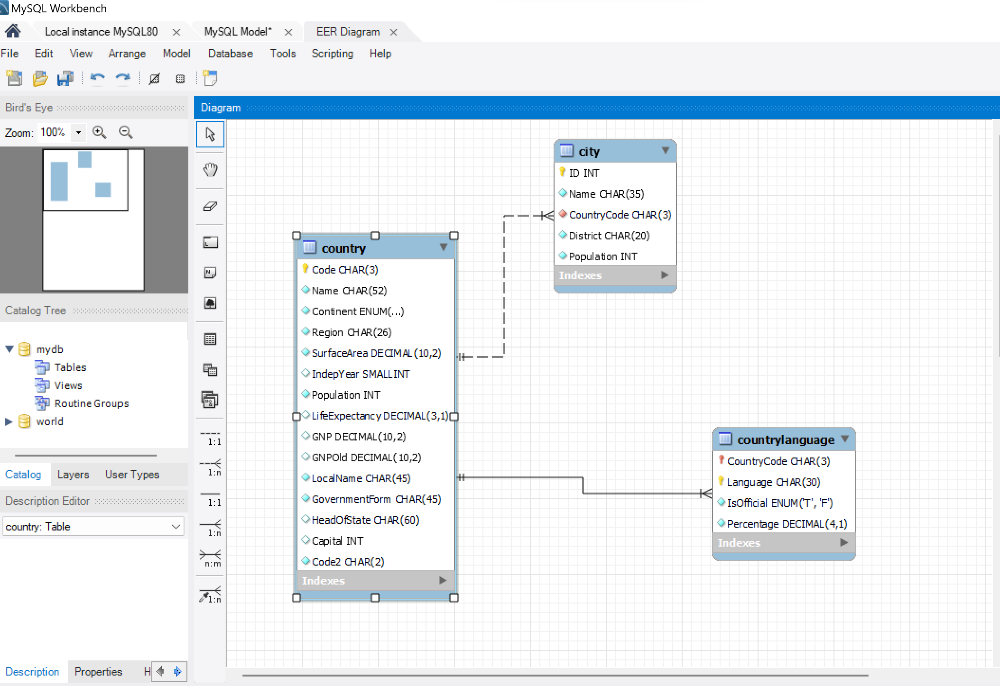 MySQL Workbench
Local instance MySQL80
MySQL Model*
EER Diagram
File Edit View Arrange Model Database Tools Scripting Help
Bird's Eye
Zoom: 100%
Catalog Tree
mydb
Tables
Views
Routine Groups
world
Catalog Layers User Types
Description Editor
country: Table
Description Properties H
Diagram
N
1:1
1:n
1:1
1:n
n:m
1:n
city
ID INT
Name CHAR(35)
CountryCode CHAR(3)
District CHAR(20)
Population INT
Indexes
country
Code CHAR(3)
Name CHAR(52)
Continent ENUM(...)
Region CHAR(26)
SurfaceArea DECIMAL(10,2)
IndepYear SMALLINT
Population INT
LifeExpectancy DECIMAL(3,1)
GNP DECIMAL(10,2)
GNPOld DECIMAL(10,2)
LocalName CHAR(45)
GovernmentForm CHAR(45)
HeadOfState CHAR(60)
Capital INT
Code2 CHAR(2)
Indexes
countrylanguage
CountryCode CHAR(3)
Language CHAR(30)
IsOfficial ENUM('T', 'F')
Percentage DECIMAL(4,1)
Indexes